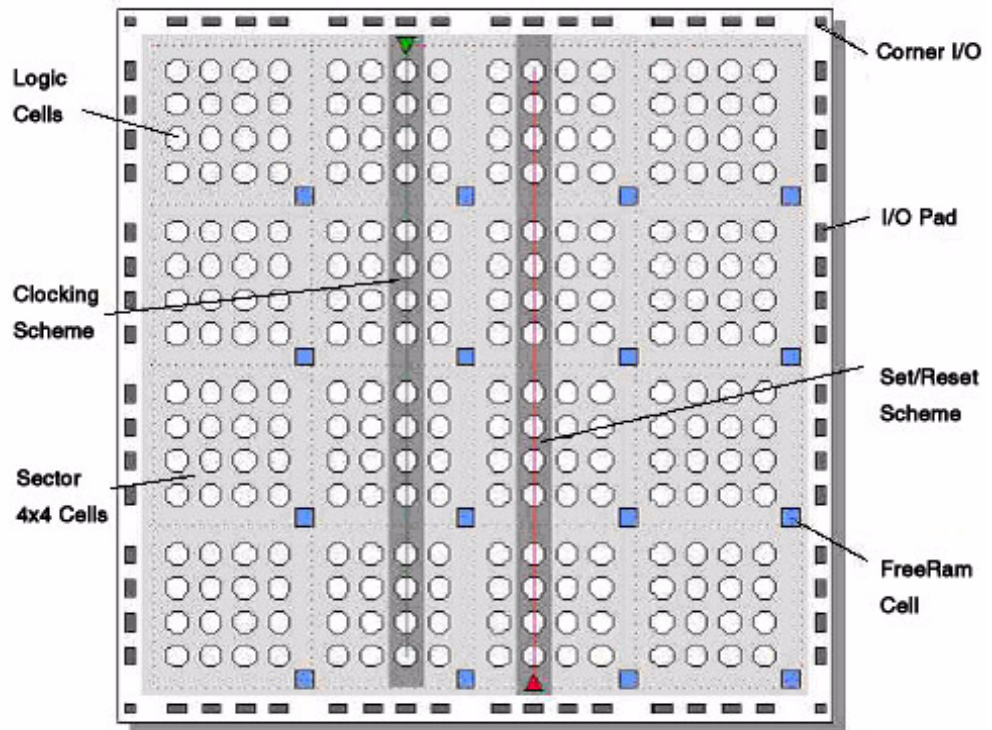 Corner I/O
Logic
Cells
I/O Pad
Clocking
Scheme
Set/Reset
Scheme
Sector
4x4 Cells
FreeRam
Cell